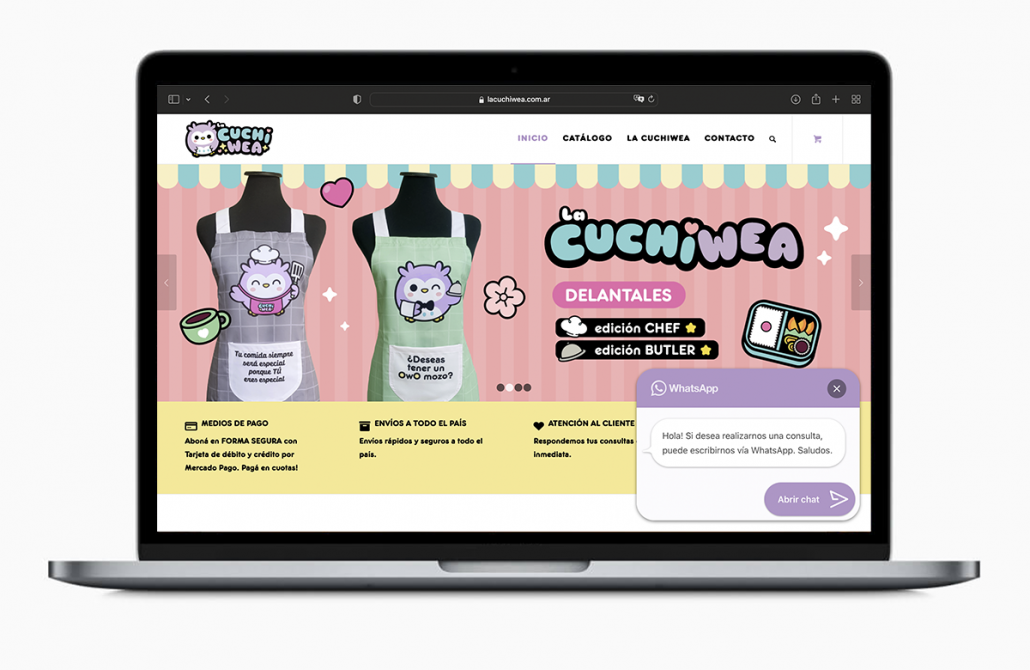 lacuchiwea.com.ar
La CUCHIWEA
INICIO CATÁLOGO LA CUCHIWEA CONTACTO
La CUCHIWEA
DELANTALES
edición CHEF
edición BUTLER
CUCHI WEA
Tu comida siempre
será especial
porque TÚ
eres especial
¿Deseas
tener un
OwO mozo?
MEDIOS DE PAGO
Aboná en FORMA SEGURA con
Tarjeta de débito y crédito por
Mercado Pago. Pagá en cuotas!
ENVÍOS A TODO EL PAÍS
Envíos rápidos y seguros a todo el
país.
ATENCIÓN AL CLIENTE
Respondemos tus consultas
inmediata.
WhatsApp
Hola! Si desea realizarnos una consulta,
puede escribirnos vía WhatsApp. Saludos.
Abrir chat